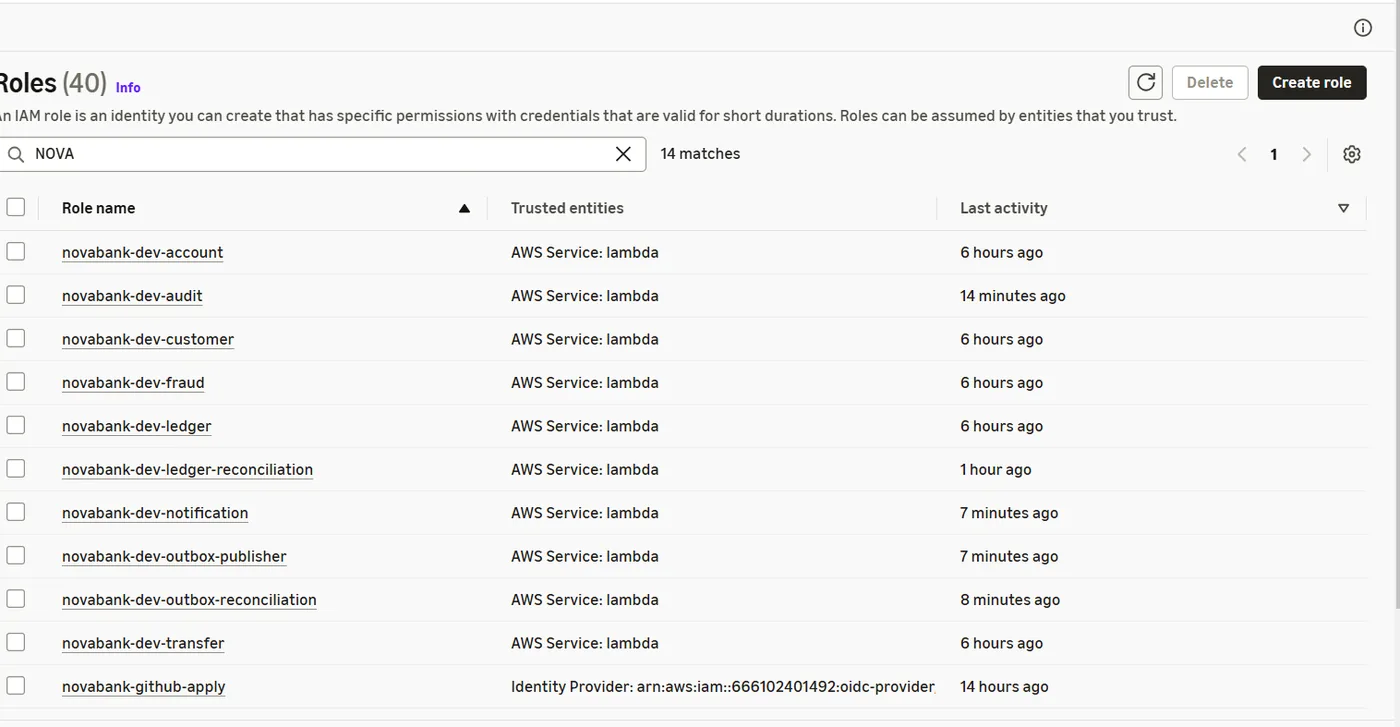 Roles (40) Info
Delete
Create role
An IAM role is an identity you can create that has specific permissions with credentials that are valid for short durations. Roles can be assumed by entities that you trust.
NOVA
14 matches
1
Role name Trusted entities Last activity
novabank-dev-account AWS Service: lambda 6 hours ago
novabank-dev-audit AWS Service: lambda 14 minutes ago
novabank-dev-customer AWS Service: lambda 6 hours ago
novabank-dev-fraud AWS Service: lambda 6 hours ago
novabank-dev-ledger AWS Service: lambda 6 hours ago
novabank-dev-ledger-reconciliation AWS Service: lambda 1 hour ago
novabank-dev-notification AWS Service: lambda 7 minutes ago
novabank-dev-outbox-publisher AWS Service: lambda 7 minutes ago
novabank-dev-outbox-reconciliation AWS Service: lambda 8 minutes ago
novabank-dev-transfer AWS Service: lambda 6 hours ago
novabank-github-apply Identity Provider: arn:aws:iam::666102401492:oidc-provider 14 hours ago